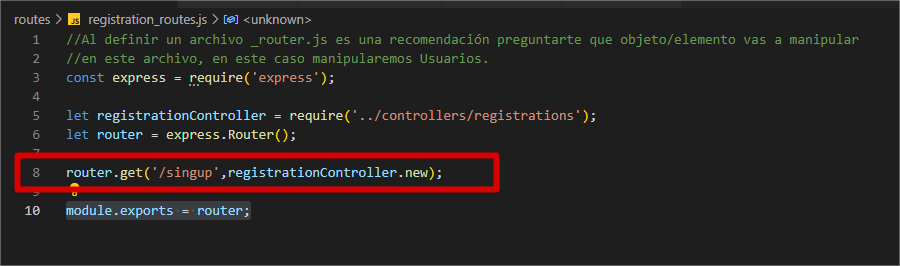 routes > JS registration_routes.js > <unknown>
1 //Al definir un archivo _router.js es una recomendación preguntarte que objeto/elemento vas a manipular
2 //en este archivo, en este caso manipularemos Usuarios.
3 const express = require('express');
4
5 let registrationController = require('../controllers/registrations');
6 let router = express.Router();
7
8 router.get('/singup',registrationController.new);
9
10 module.exports = router;